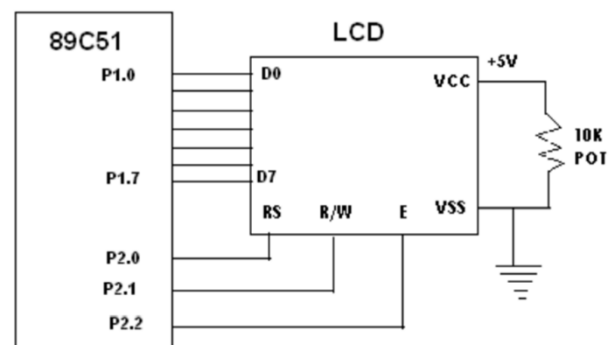 89C51
LCD
+5V
P1.0
D0
VCC
10K
POT
P1.7
D7
RS
R/W
E
VSS
P2.0
P2.1
P2.2